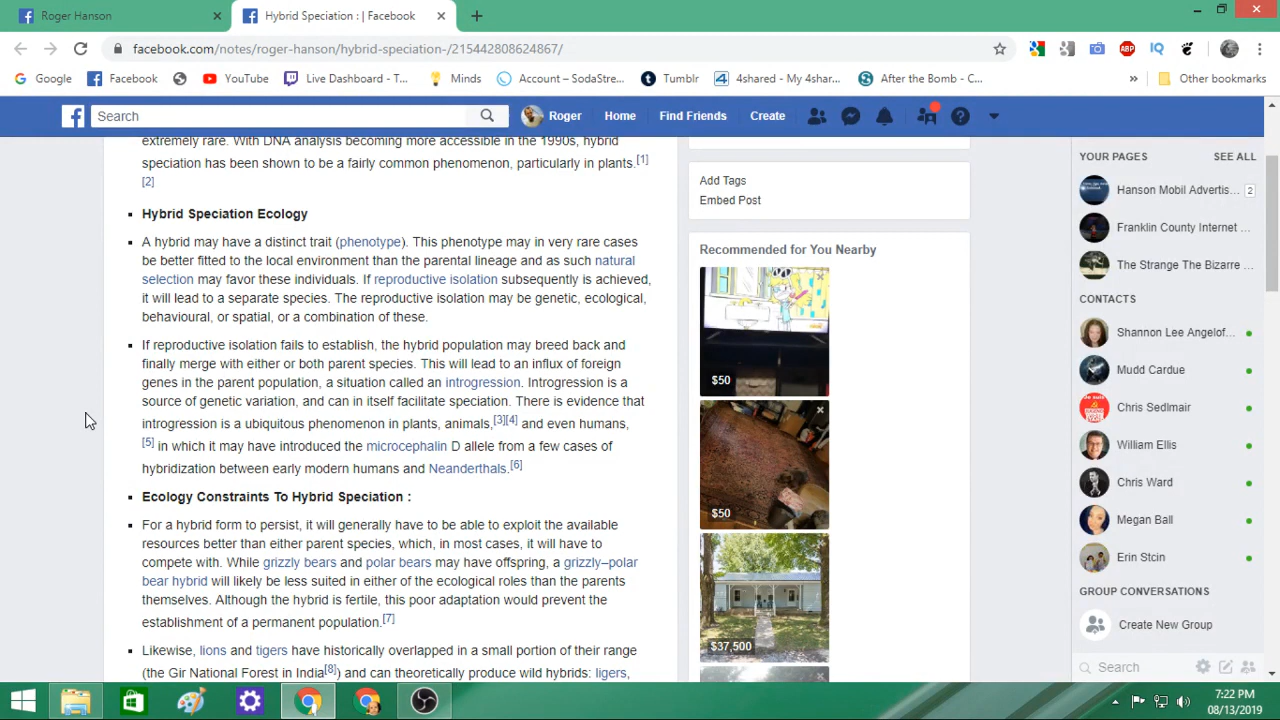 Roger Hanson
Hybrid Speciation : | Facebook
facebook.com/notes/roger-hanson/hybrid-speciation-/215442808624867/
Google
Facebook
YouTube
Live Dashboard - T...
Minds
Account – SodaStre...
Tumblr
4shared - My 4shar...
After the Bomb - C...
»
Other bookmarks
Search
Roger
Home
Find Friends
Create
extremely rare. With DNA analysis becoming more accessible in the 1990s, hybrid
speciation has been shown to be a fairly common phenomenon, particularly in plants.[1]
[2]
Hybrid Speciation Ecology
A hybrid may have a distinct trait (phenotype). This phenotype may in very rare cases
be better fitted to the local environment than the parental lineage and as such natural
selection may favor these individuals. If reproductive isolation subsequently is achieved,
it will lead to a separate species. The reproductive isolation may be genetic, ecological,
behavioural, or spatial, or a combination of these.
If reproductive isolation fails to establish, the hybrid population may breed back and
finally merge with either or both parent species. This will lead to an influx of foreign
genes in the parent population, a situation called an introgression. Introgression is a
source of genetic variation, and can in itself facilitate speciation. There is evidence that
introgression is a ubiquitous phenomenon in plants, animals,[3][4] and even humans,
[5] in which it may have introduced the microcephalin D allele from a few cases of
hybridization between early modern humans and Neanderthals.[6]
Ecology Constraints To Hybrid Speciation :
For a hybrid form to persist, it will generally have to be able to exploit the available
resources better than either parent species, which, in most cases, it will have to
compete with. While grizzly bears and polar bears may have offspring, a grizzly–polar
bear hybrid will likely be less suited in either of the ecological roles than the parents
themselves. Although the hybrid is fertile, this poor adaptation would prevent the
establishment of a permanent population.[7]
Likewise, lions and tigers have historically overlapped in a small portion of their range
(the Gir National Forest in India[8]) and can theoretically produce wild hybrids: ligers,
Add Tags
Embed Post
Recommended for You Nearby
$50
$50
$37,500
YOUR PAGES
SEE ALL
Hanson Mobil Advertis...
2
Franklin County Internet ...
The Strange The Bizarre ...
CONTACTS
Shannon Lee Angelof...
Mudd Cardue
Chris Sedlmair
William Ellis
Chris Ward
Megan Ball
Erin Stcin
GROUP CONVERSATIONS
Create New Group
Search
7:22 PM
08/13/2019